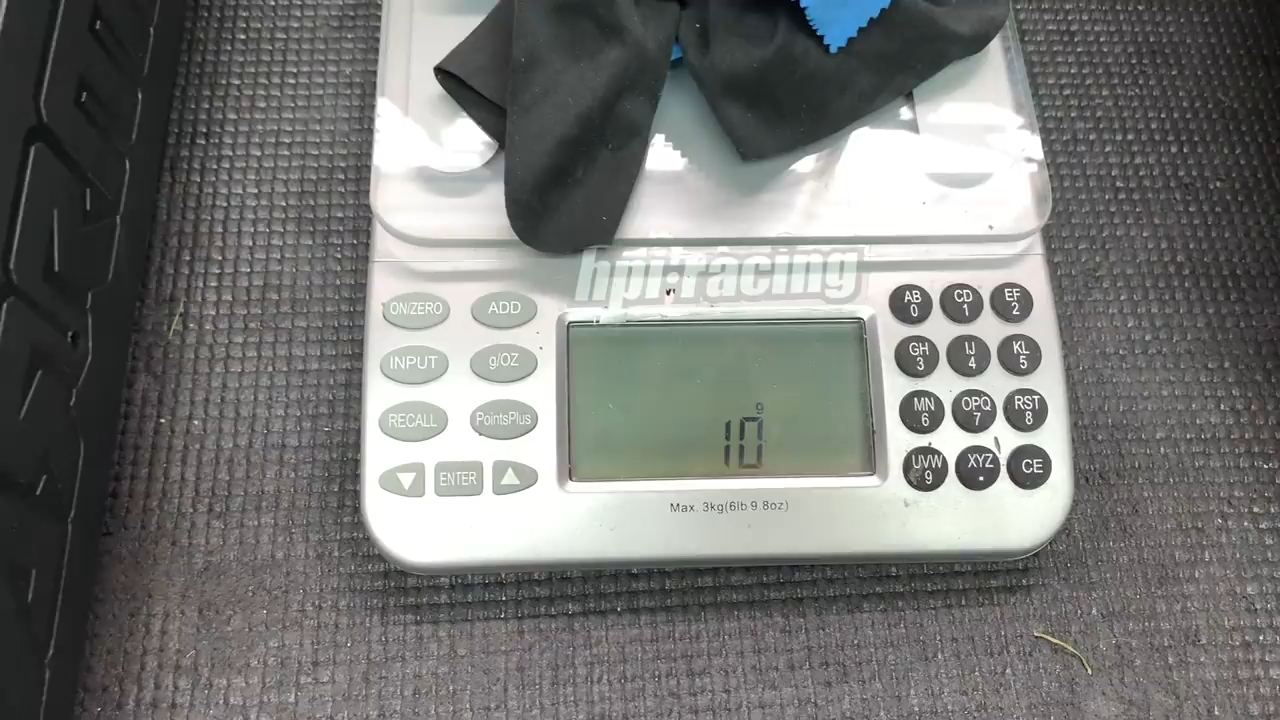 hpi·racing
ON/ZERO ADD
INPUT g/OZ
RECALL PointsPlus
▼ ENTER ▲
g
10
Max. 3kg(6lb 9.8oz)
AB 0 CD 1 EF 2
GH 3 IJ 4 KL 5
MN 6 OPQ 7 RST 8
UVW 9 XYZ . CE